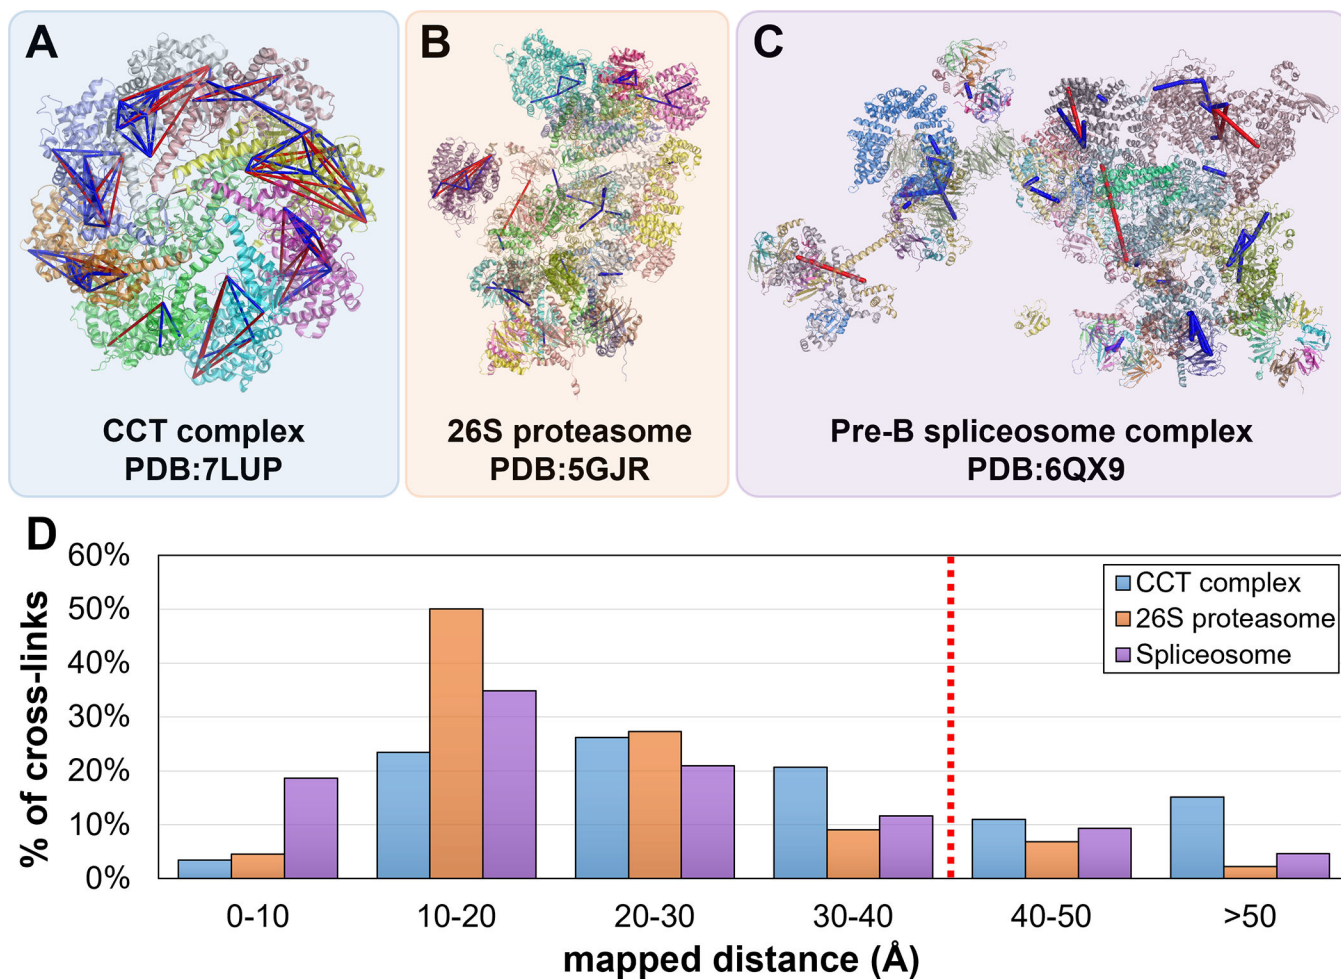 A
B
C
CCT complex
PDB:7LUP
26S proteasome
PDB:5GJR
Pre-B spliceosome complex
PDB:6QX9
D
60%
50%
40%
30%
20%
10%
0%
% of cross-links
CCT complex
26S proteasome
Spliceosome
0-10
10-20
20-30
30-40
40-50
>50
mapped distance (Å)